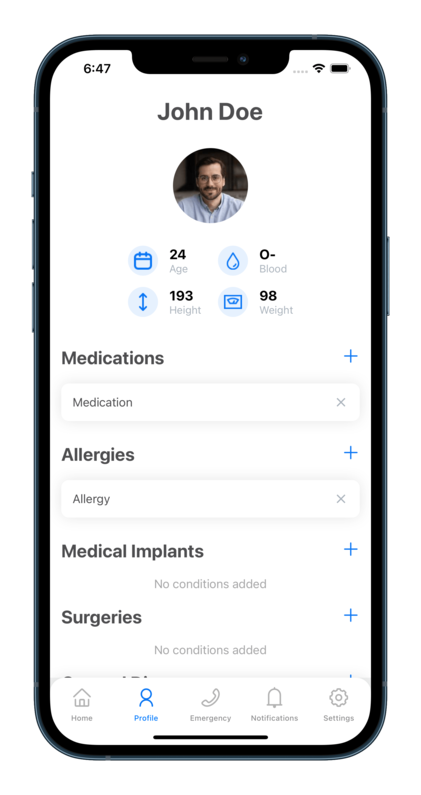 6:47
John Doe
24
Age
O-
Blood
193
Height
98
Weight
Medications
Medication
Allergies
Allergy
Medical Implants
No conditions added
Surgeries
No conditions added
Home
Profile
Emergency
Notifications
Settings